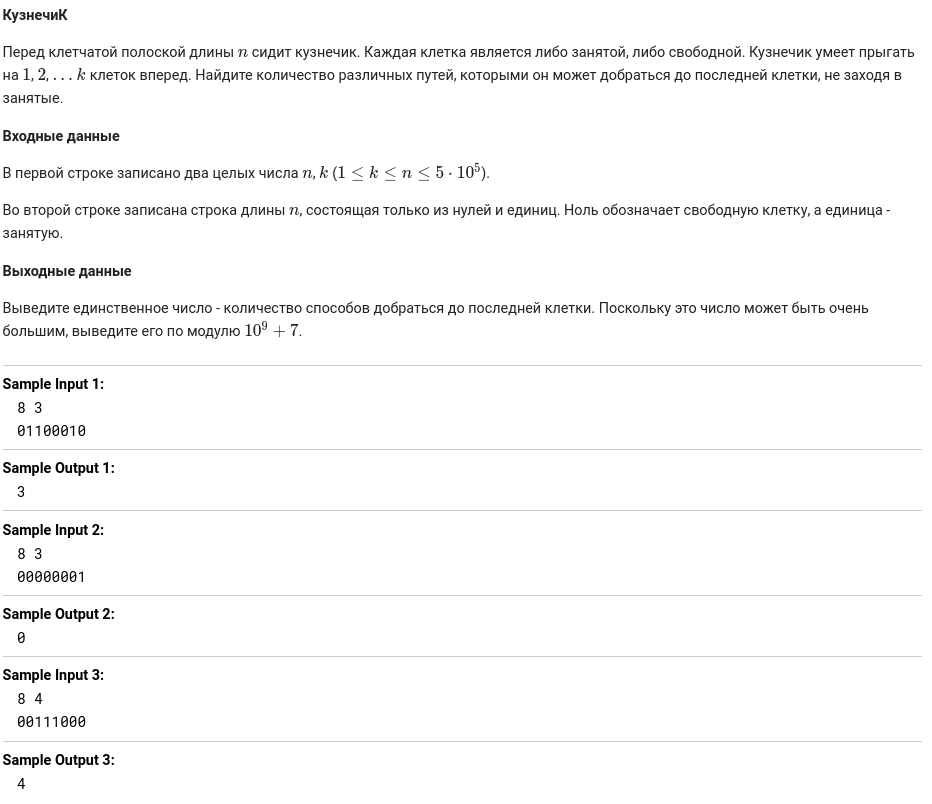 КузнечиК
Перед клетчатой полоской длины n сидит кузнечик. Каждая клетка является либо занятой, либо свободной. Кузнечик умеет прыгать
на 1, 2, … k клеток вперед. Найдите количество различных путей, которыми он может добраться до последней клетки, не заходя в
занятые.
Входные данные
В первой строке записано два целых числа n, k (1 ≤ k ≤ n ≤ 5 · 10^5).
Во второй строке записана строка длины n, состоящая только из нулей и единиц. Ноль обозначает свободную клетку, а единица -
занятую.
Выходные данные
Выведите единственное число - количество способов добраться до последней клетки. Поскольку это число может быть очень
большим, выведите его по модулю 10^9 + 7.
Sample Input 1:
8 3
01100010
Sample Output 1:
3
Sample Input 2:
8 3
00000001
Sample Output 2:
0
Sample Input 3:
8 4
00111000
Sample Output 3:
4